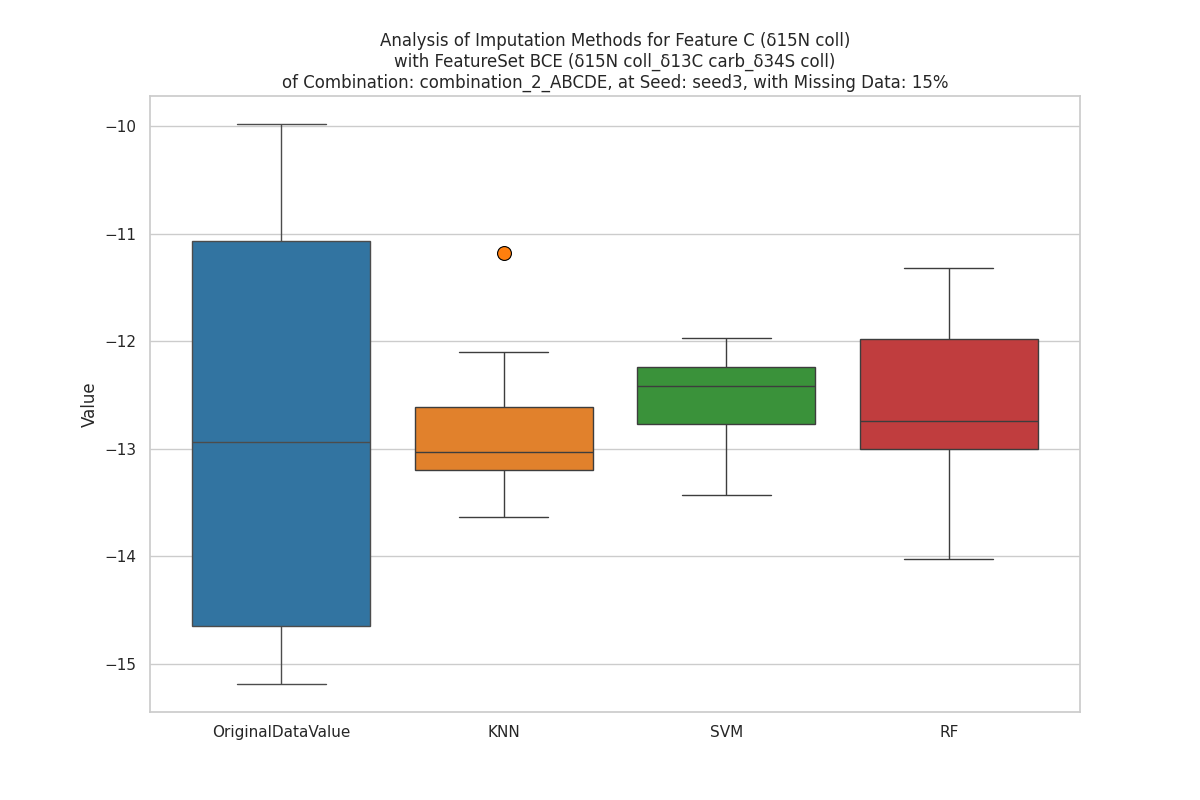 Analysis of Imputation Methods for Feature C (δ15N coll)
with FeatureSet BCE (δ15N coll_δ13C carb_δ34S coll)
of Combination: combination_2_ABCDE, at Seed: seed3, with Missing Data: 15%
−10
−11
−12
−13
−14
−15
Value
OriginalDataValue
KNN
SVM
RF